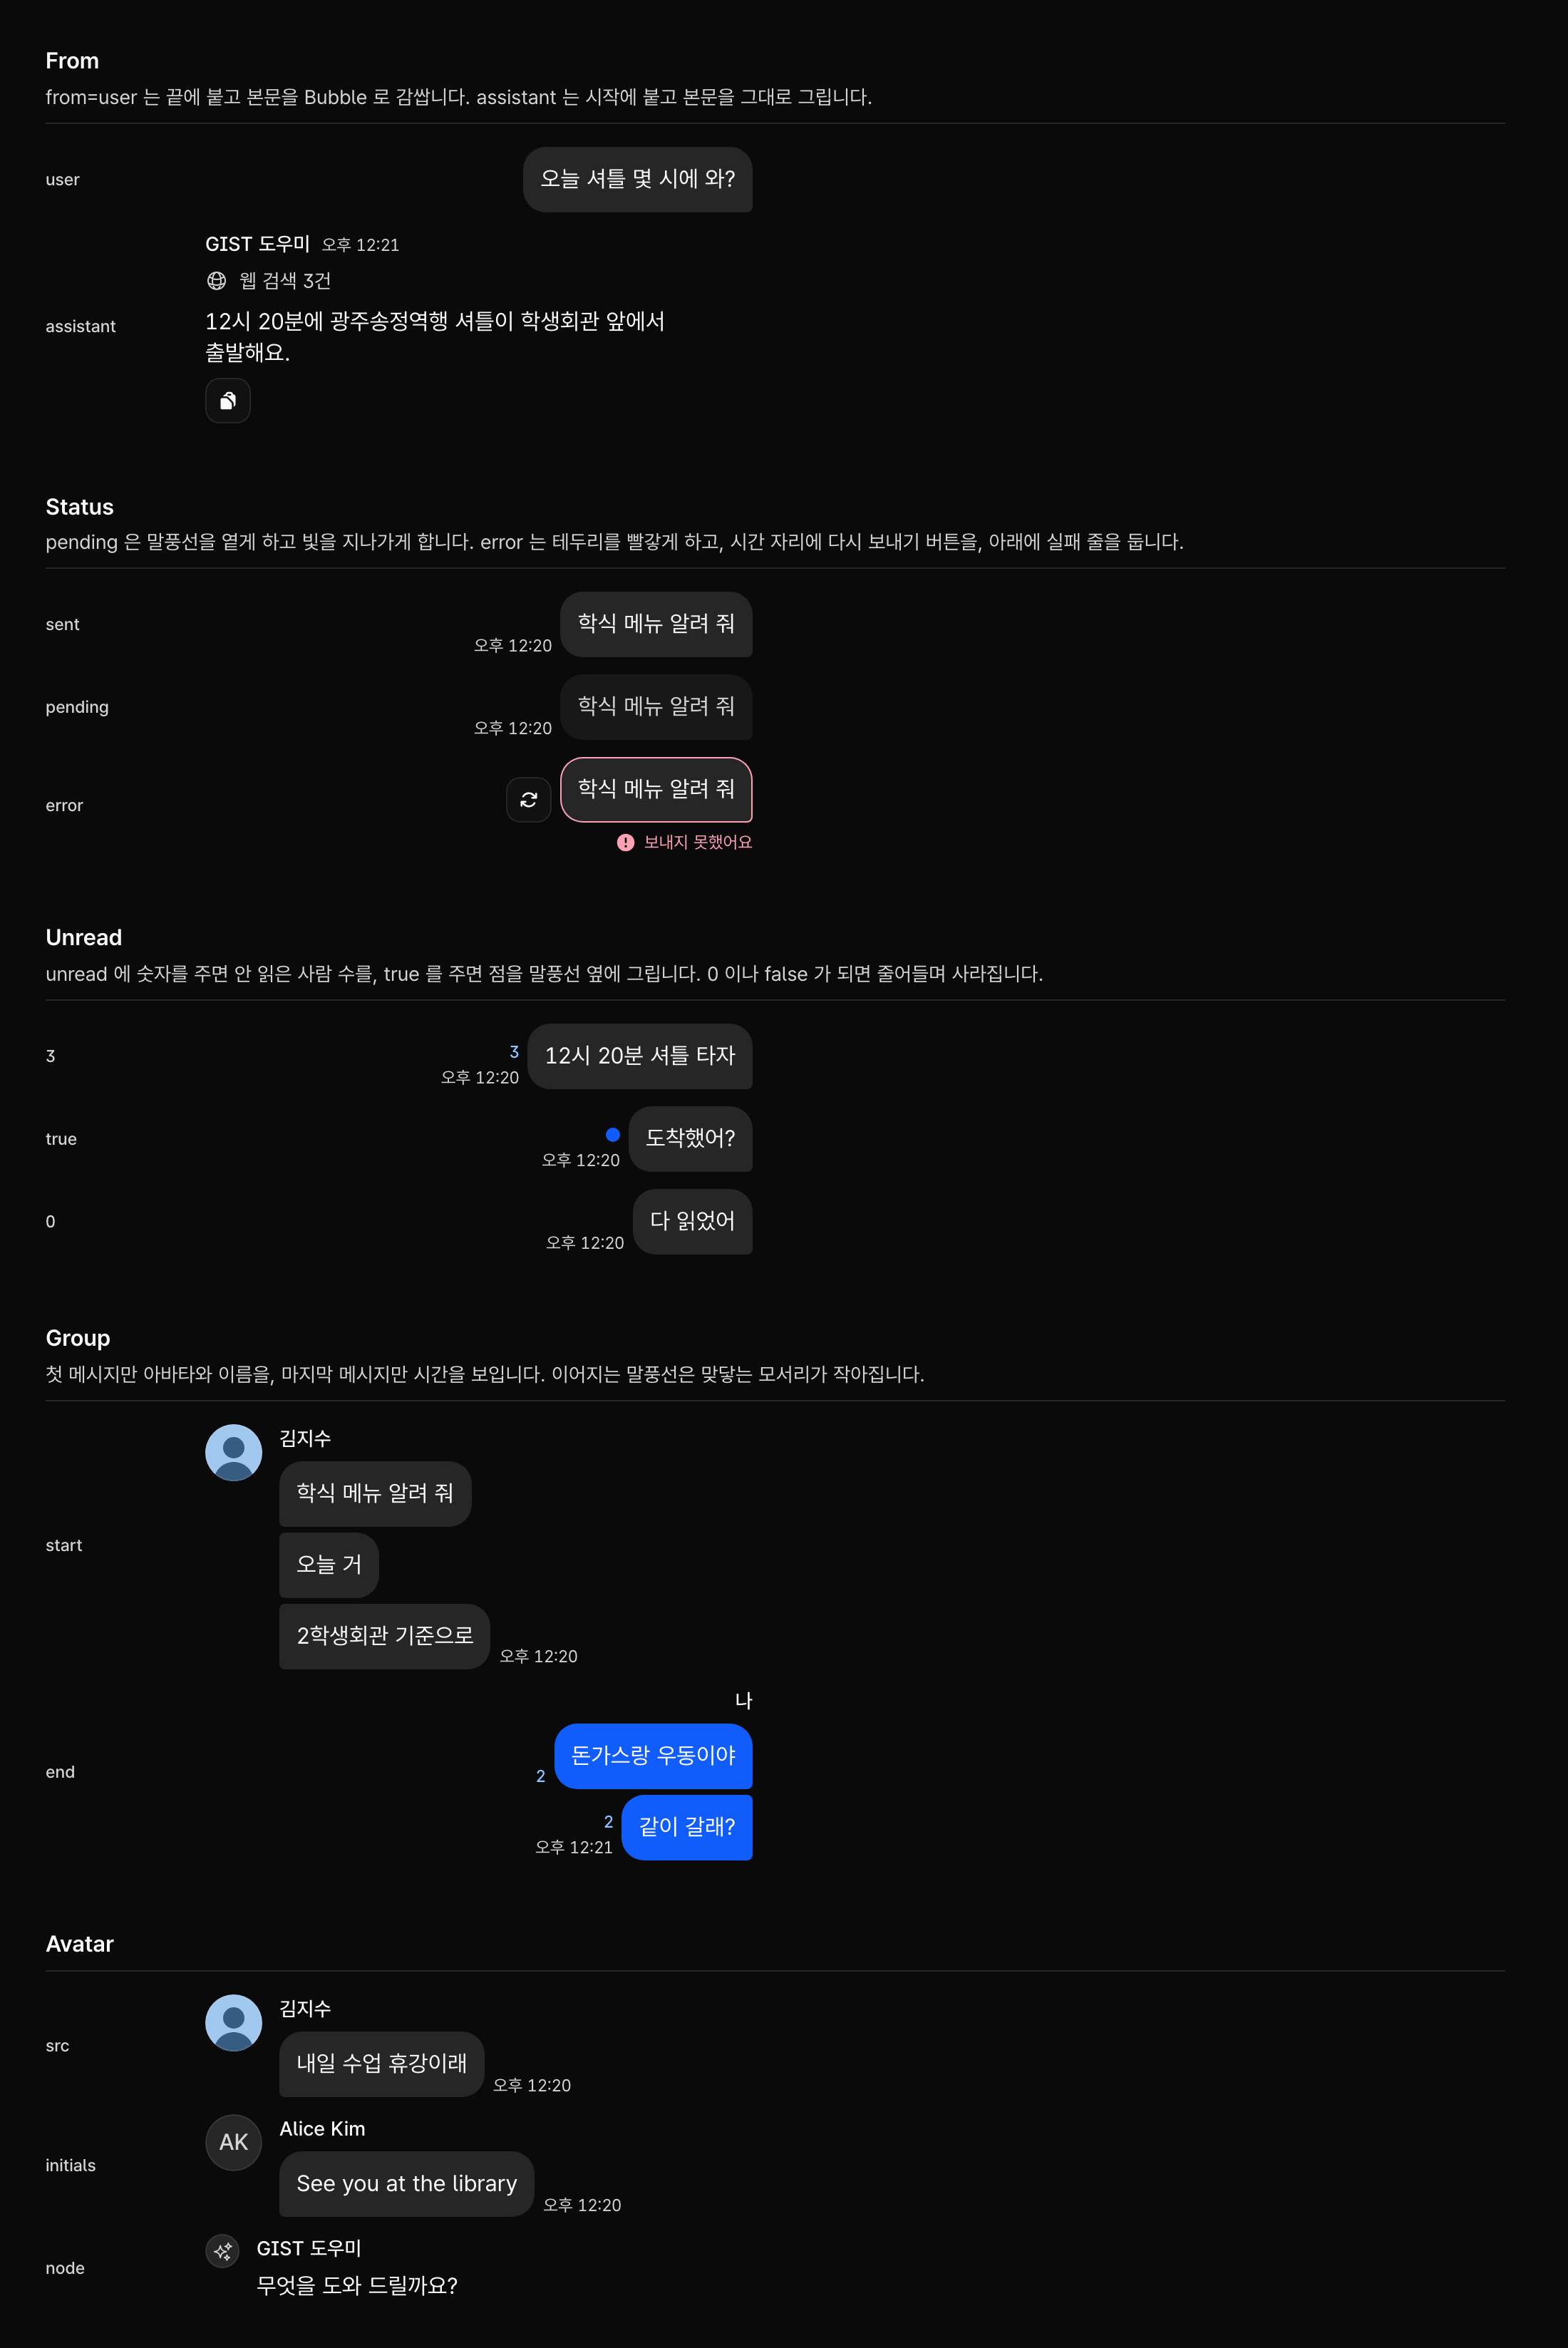 From
from=user 는 끝에 붙고 본문을 Bubble 로 감쌉니다. assistant 는 시작에 붙고 본문을 그대로 그립니다.
user
오늘 셔틀 몇 시에 와?
GIST 도우미 오후 12:21
웹 검색 3건
assistant
12시 20분에 광주송정역행 셔틀이 학생회관 앞에서
출발해요.
Status
pending 은 말풍선을 옅게 하고 빛을 지나가게 합니다. error 는 테두리를 빨갛게 하고, 시간 자리에 다시 보내기 버튼을, 아래에 실패 줄을 둡니다.
sent
학식 메뉴 알려 줘
오후 12:20
pending
학식 메뉴 알려 줘
오후 12:20
error
학식 메뉴 알려 줘
보내지 못했어요
Unread
unread 에 숫자를 주면 안 읽은 사람 수를, true 를 주면 점을 말풍선 옆에 그립니다. 0 이나 false 가 되면 줄어들며 사라집니다.
3
3
12시 20분 셔틀 타자
오후 12:20
true
도착했어?
오후 12:20
0
다 읽었어
오후 12:20
Group
첫 메시지만 아바타와 이름을, 마지막 메시지만 시간을 보입니다. 이어지는 말풍선은 맞닿는 모서리가 작아집니다.
김지수
학식 메뉴 알려 줘
start
오늘 거
2학생회관 기준으로
오후 12:20
나
돈가스랑 우동이야
end
2
2
같이 갈래?
오후 12:21
Avatar
김지수
src
내일 수업 휴강이래
오후 12:20
AK
Alice Kim
initials
See you at the library
오후 12:20
GIST 도우미
node
무엇을 도와 드릴까요?